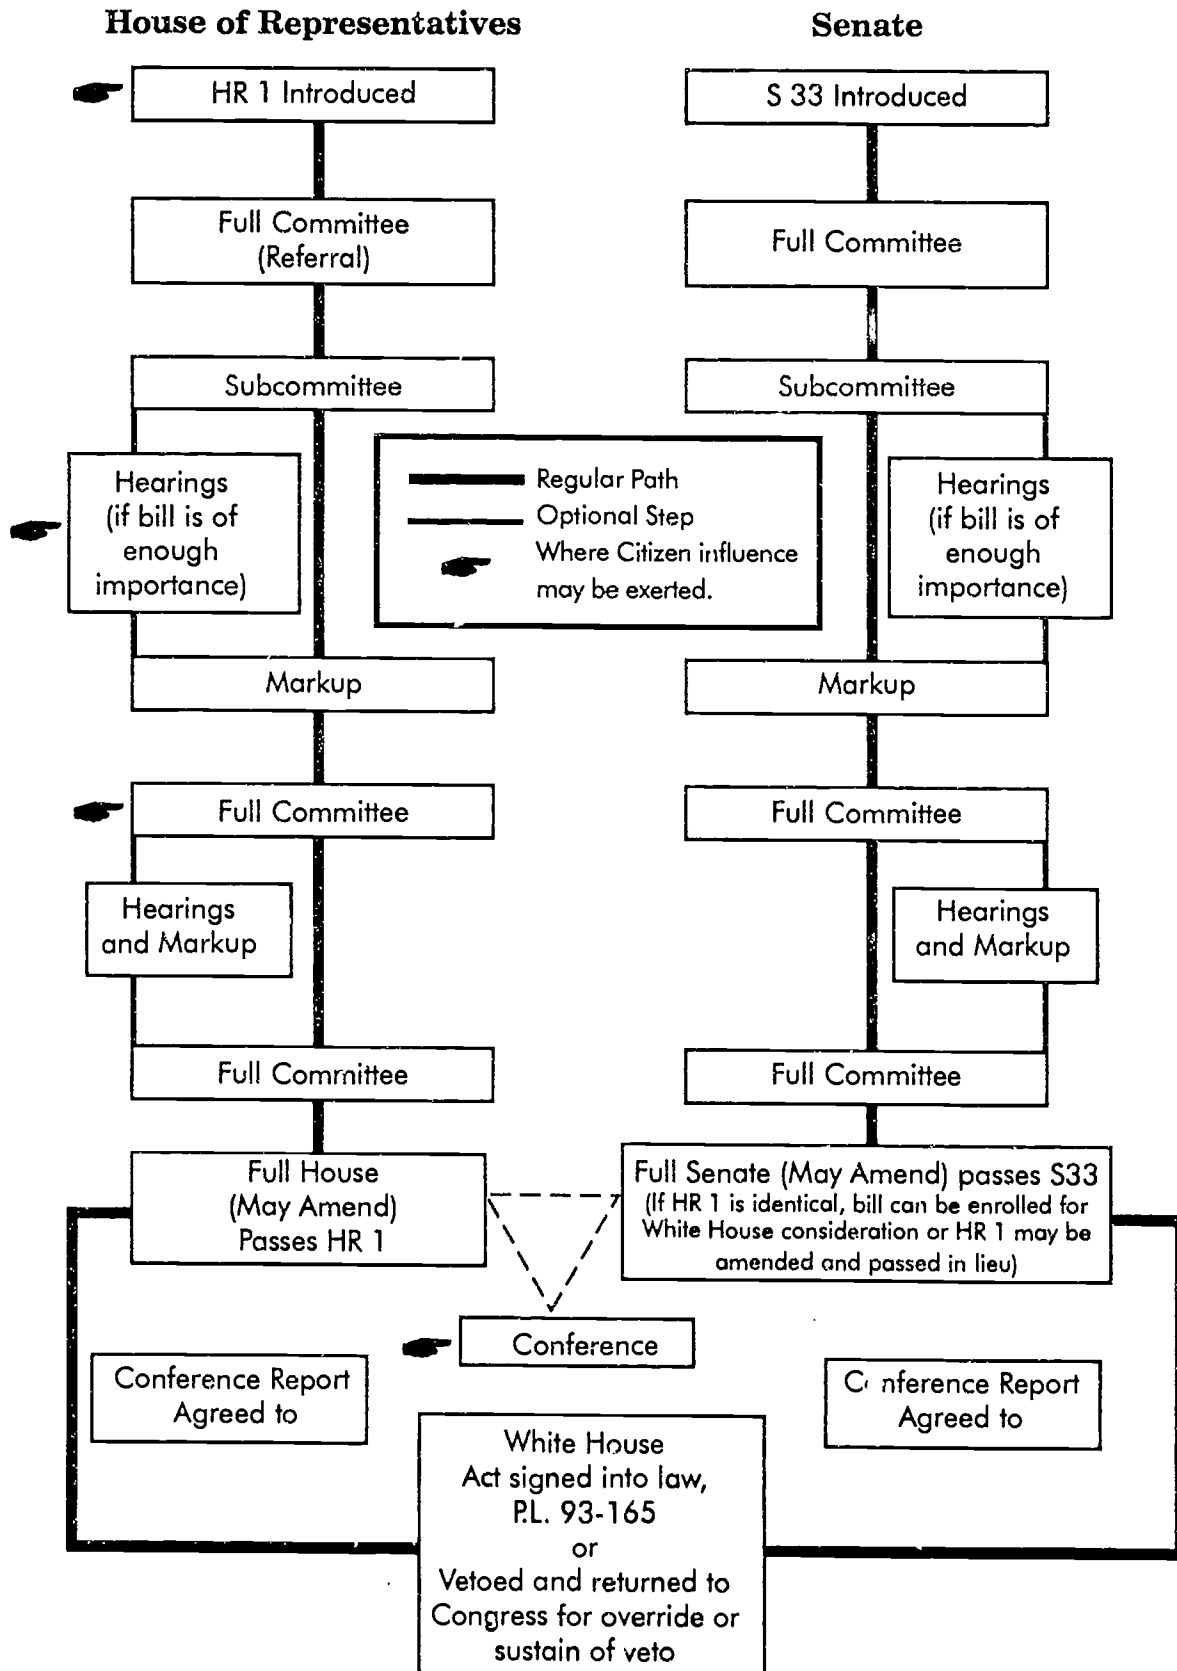 House of Representatives
HR 1 Introduced
Full Committee
(Referral)
Subcommittee
Hearings
(if bill is of
enough
importance)
Markup
Full Committee
Hearings
and Markup
Full Committee
Full House
(May Amend)
Passes HR 1
Conference Report
Agreed to
Senate
S 33 Introduced
Full Committee
Subcommittee
Hearings
(if bill is of
enough
importance)
Markup
Full Committee
Hearings
and Markup
Full Committee
Full Senate (May Amend) passes S33
(If HR 1 is identical, bill can be enrolled for
White House consideration or HR 1 may be
amended and passed in lieu)
Conference Report
Agreed to
Regular Path
Optional Step
Where Citizen influence
may be exerted.
Conference
White House
Act signed into law,
P.L. 93-165
or
Vetoed and returned to
Congress for override or
sustain of veto